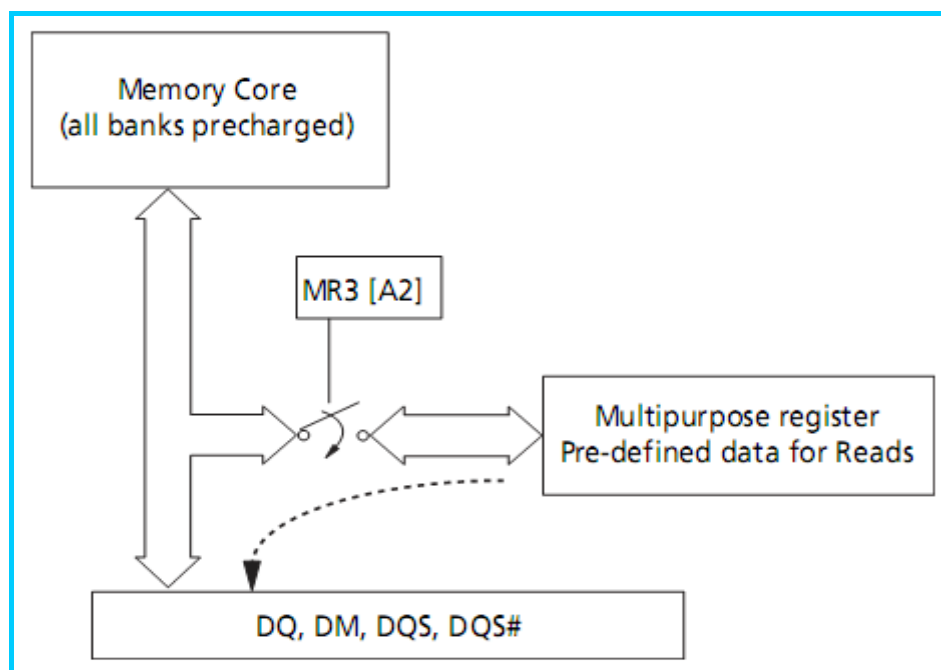 Memory Core
(all banks precharged)
MR3 [A2]
Multipurpose register
Pre-defined data for Reads
DQ, DM, DQS, DQS#